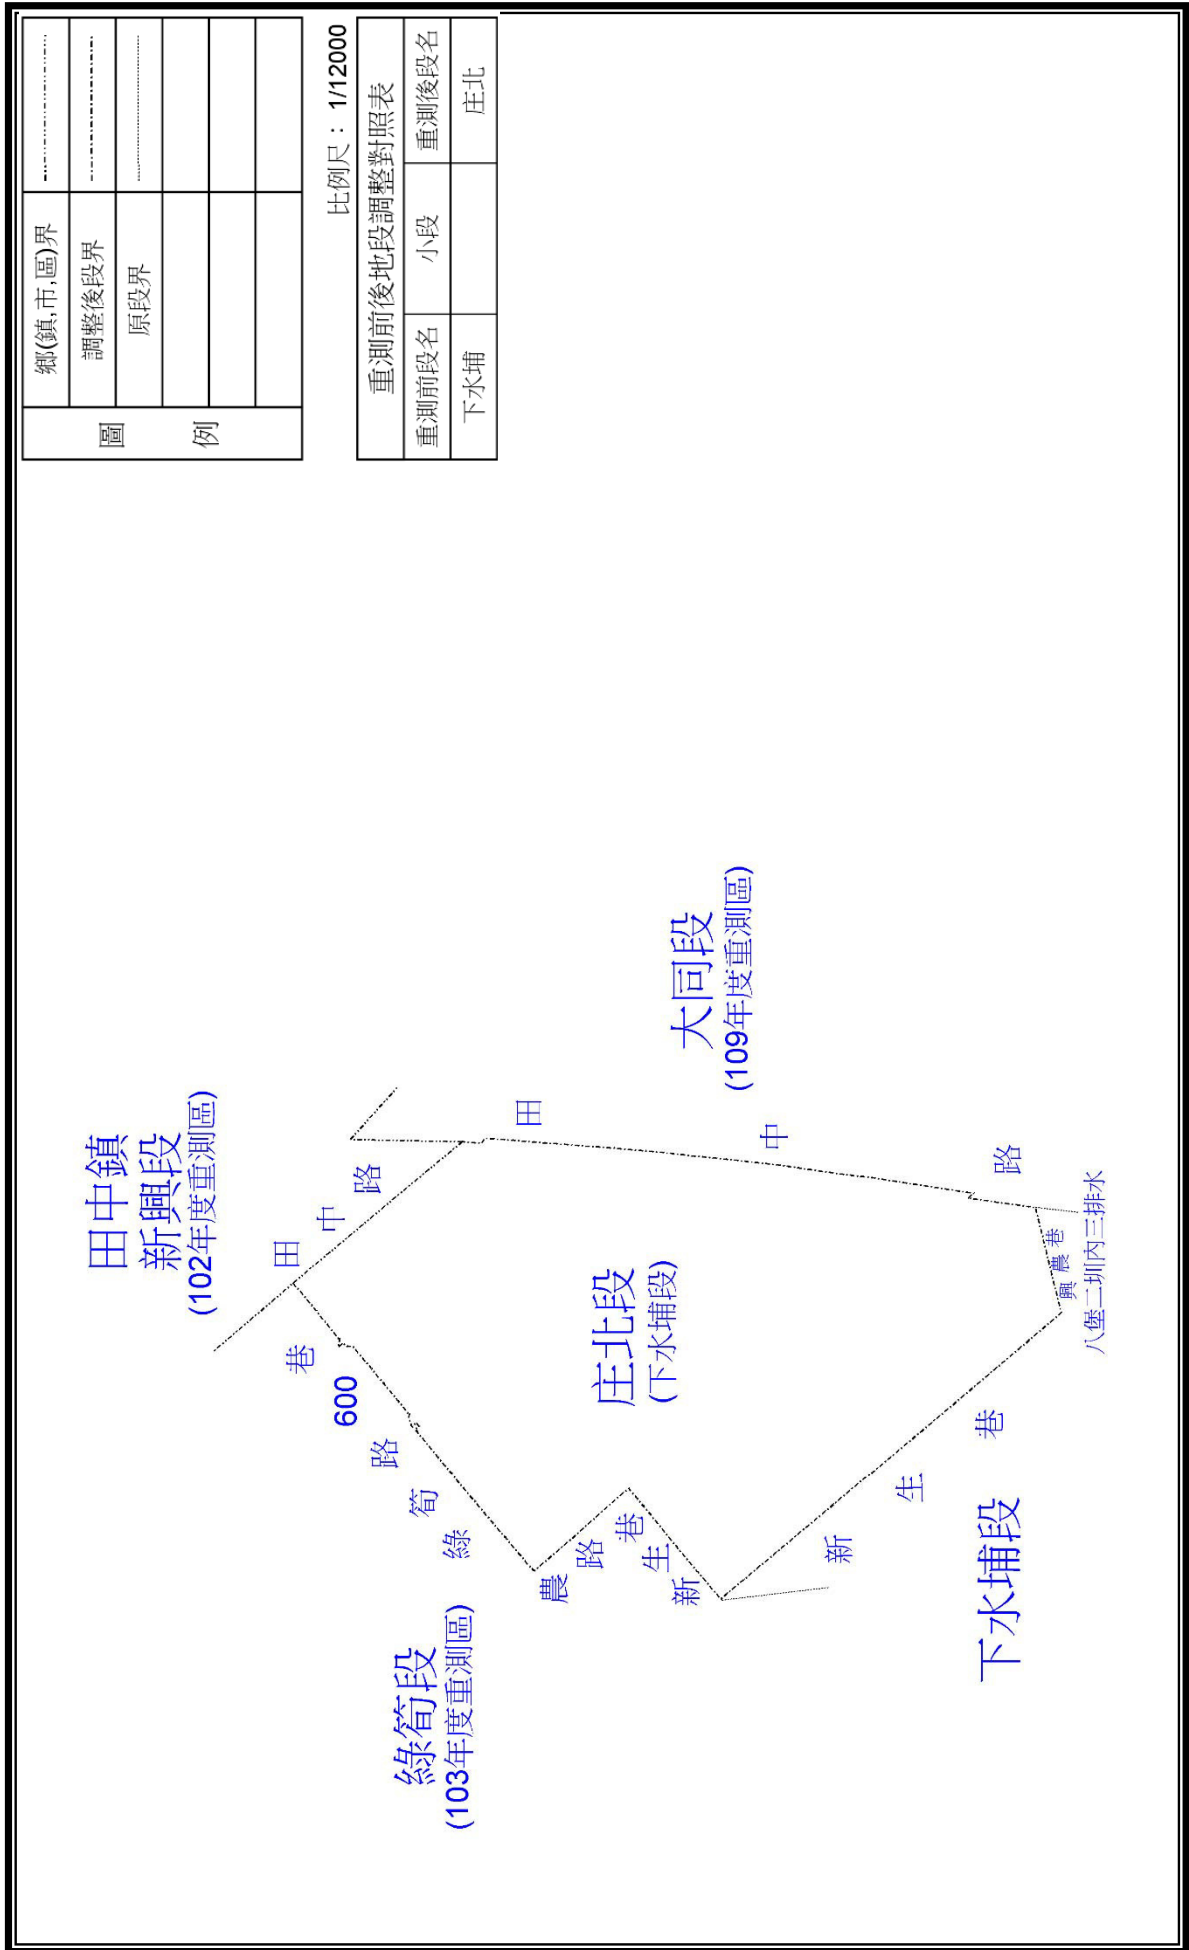 圖例
鄉(鎮,市,區)界
調整後段界
原段界
比例尺：1/12000
重測前後地段調整對照表
重測前段名 小段 重測後段名
下水埔 庄北
田中鎮
新興段
(102年度重測區)
田中路
巷
600
綠筍路
綠筍段
(103年度重測區)
農路
新生巷
庄北段
(下水埔段)
大同段
(109年度重測區)
田中路
新生巷
興農巷
八堡二圳內三排水
下水埔段